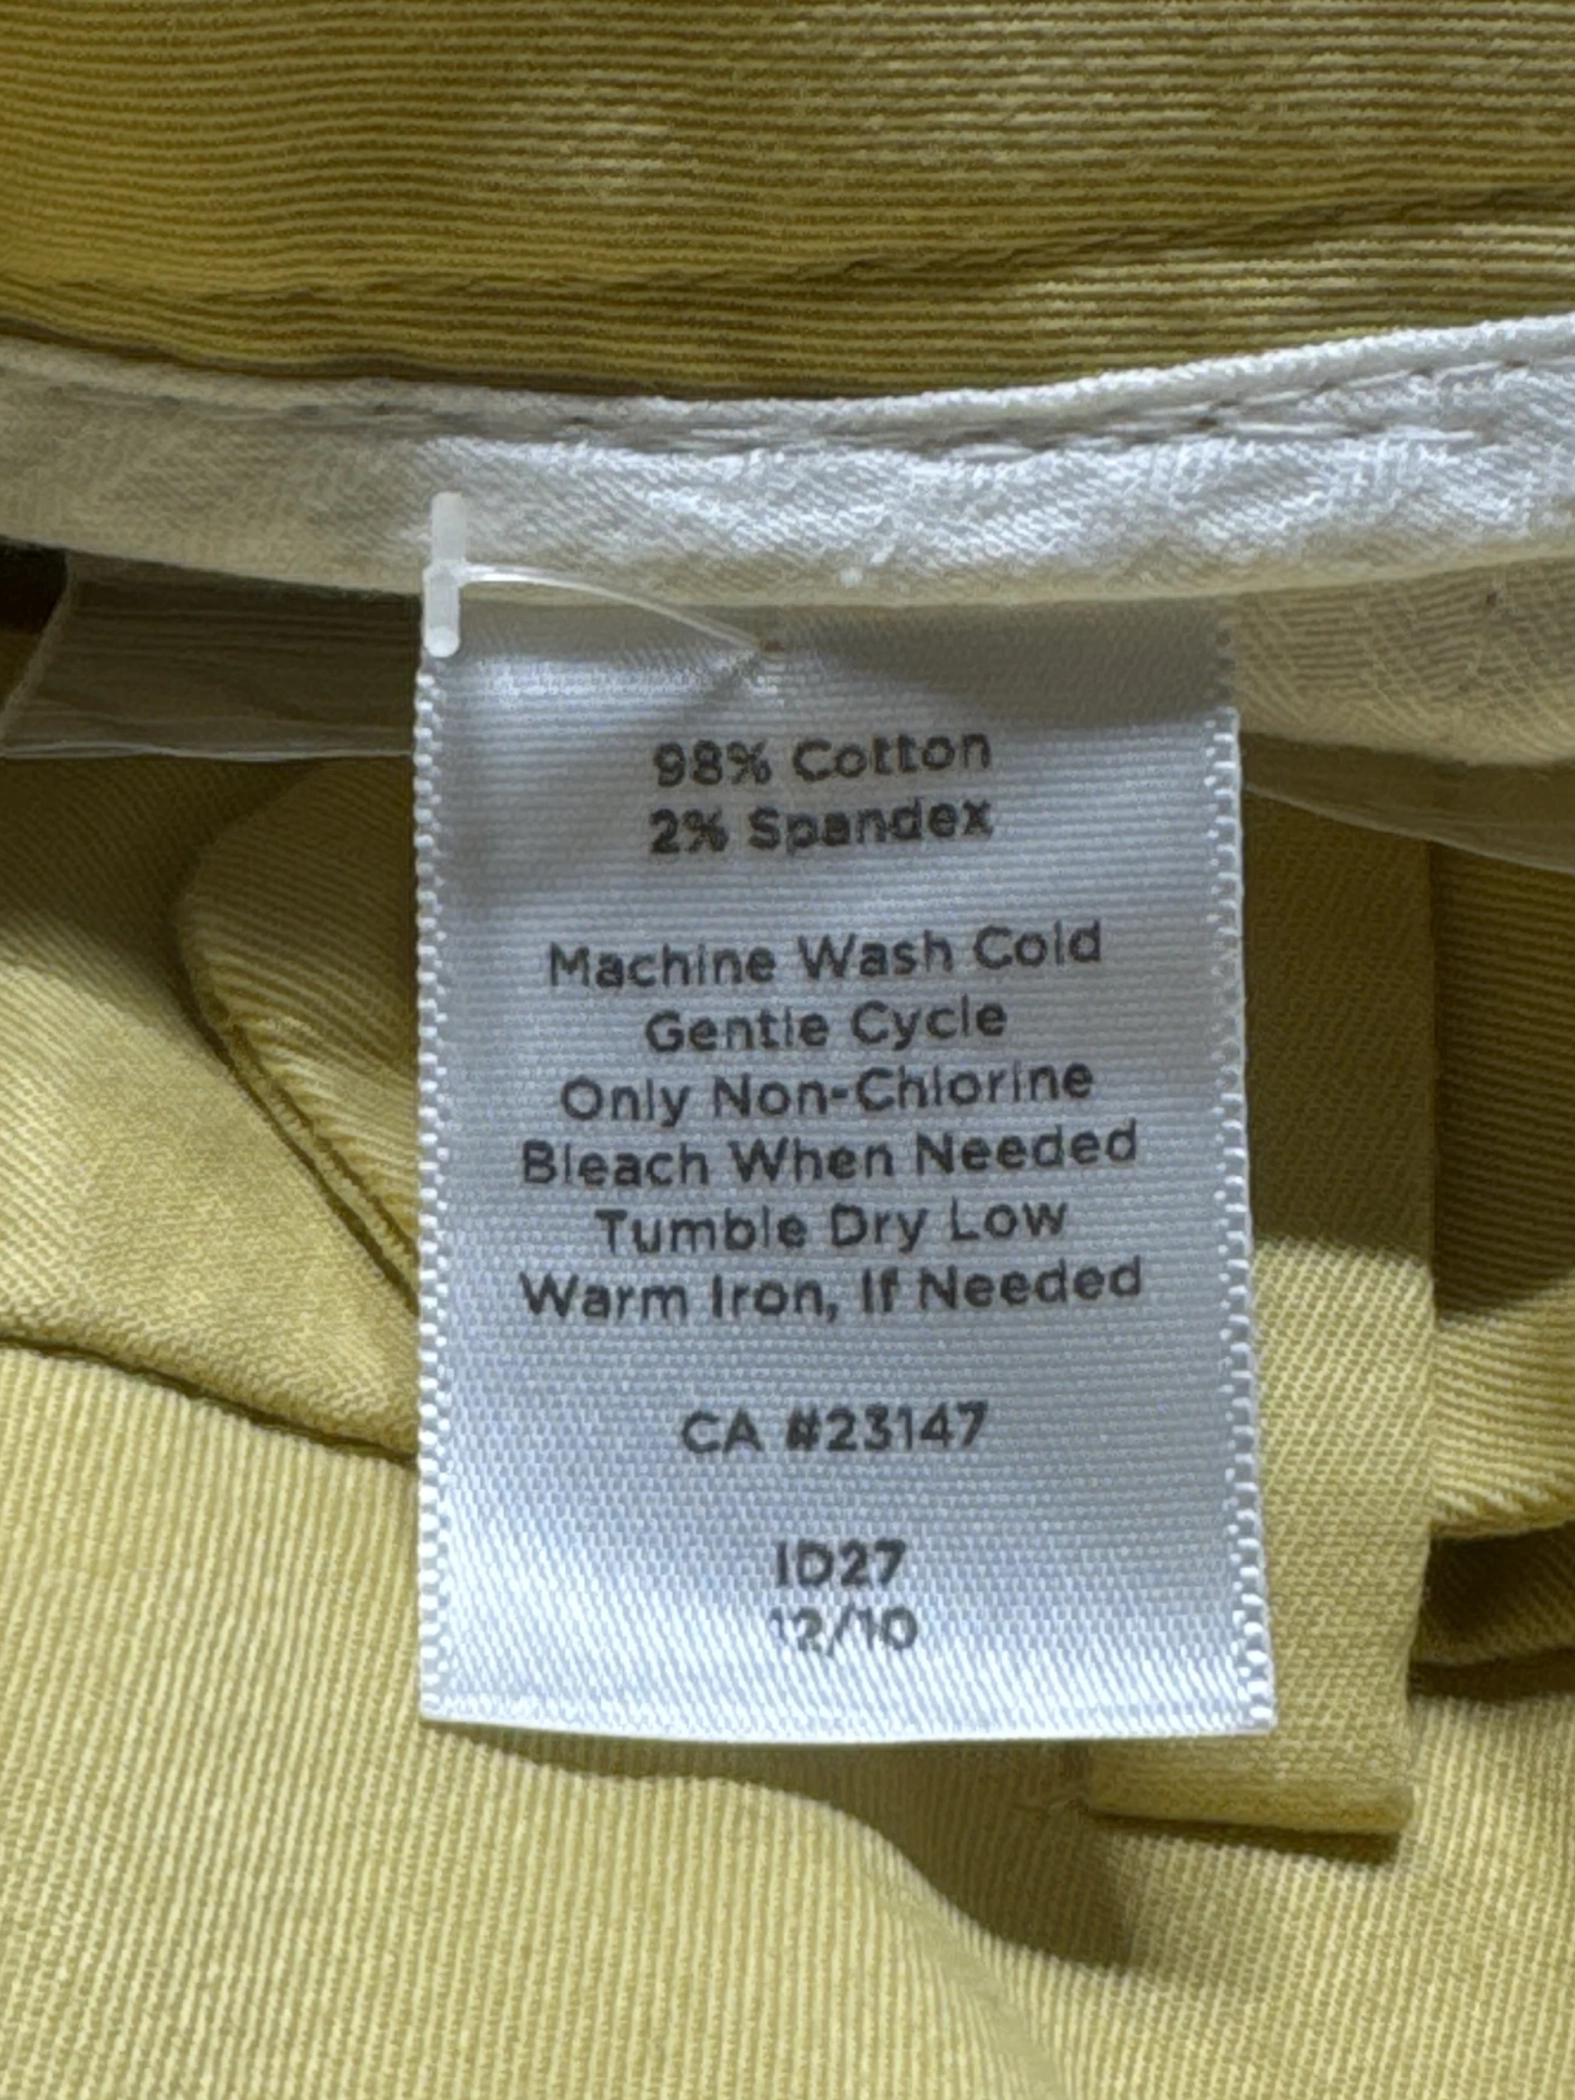 98% Cotton
2% Spandex
Machine Wash Cold
Gentle Cycle
Only Non-Chlorine
Bleach When Needed
Tumble Dry Low
Warm Iron, If Needed
CA #23147
ID27
12/10